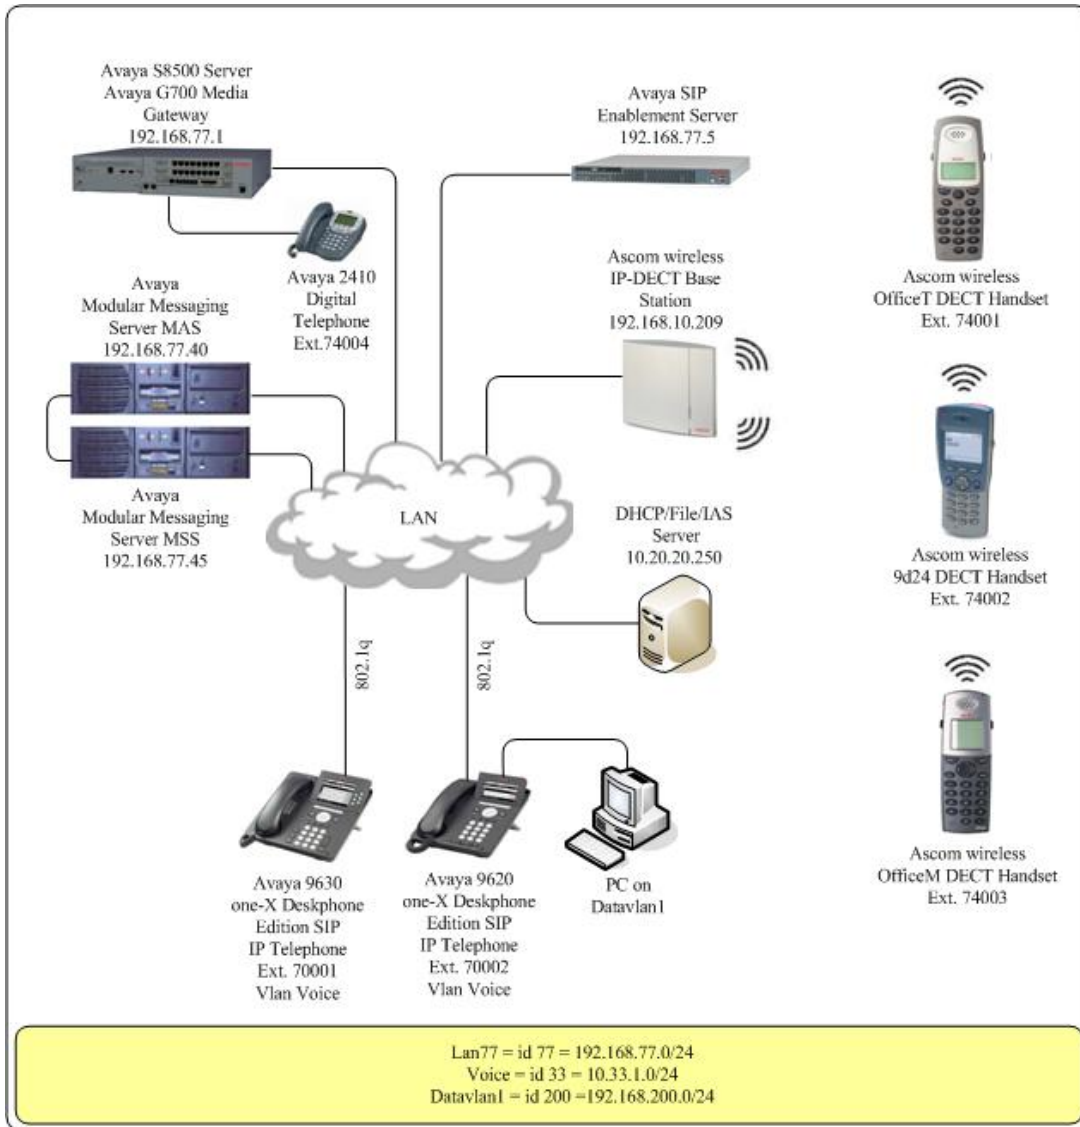 Avaya S8500 Server
Avaya G700 Media
Gateway
192.168.77.1
Avaya SIP
Enablement Server
192.168.77.5
Avaya 2410
Digital
Telephone
Ext.74004
Avaya
Modular Messaging
Server MAS
192.168.77.40
Ascom wireless
IP-DECT Base
Station
192.168.10.209
Ascom wireless
OfficeT DECT Handset
Ext. 74001
Avaya
Modular Messaging
Server MSS
192.168.77.45
LAN
DHCP/File/IAS
Server
10.20.20.250
Ascom wireless
9d24 DECT Handset
Ext. 74002
802.1q
802.1q
Avaya 9630
one-X Deskphone
Edition SIP
IP Telephone
Ext. 70001
Vlan Voice
Avaya 9620
one-X Deskphone
Edition SIP
IP Telephone
Ext. 70002
Vlan Voice
PC on
Datavlan1
Ascom wireless
OfficeM DECT Handset
Ext. 74003
Lan77 = id 77 = 192.168.77.0/24
Voice = id 33 = 10.33.1.0/24
Datavlan1 = id 200 =192.168.200.0/24